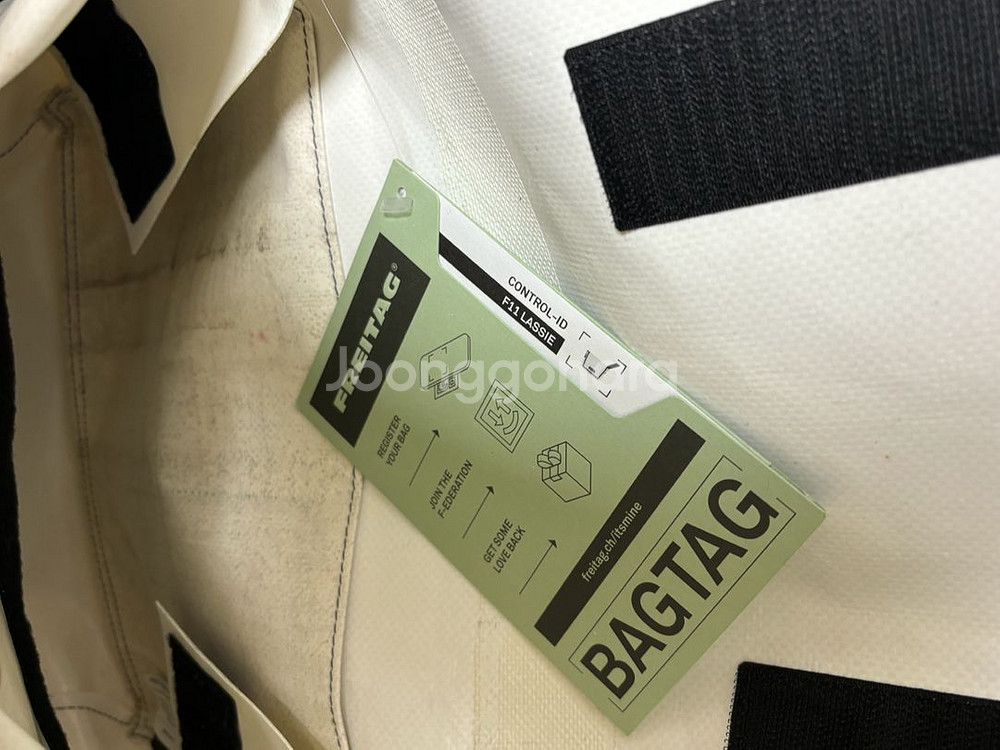 FREITAG®
CONTROL-ID
F11 LASSIE
REGISTER
YOUR BAG
JOIN THE
F-EDERATION
GET SOME
LOVE BACK
freitag.ch/itsmine
BAGTAG
Joonggonara